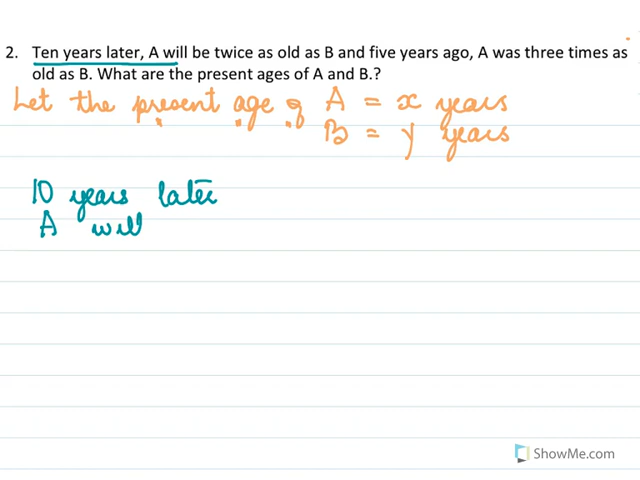 2. Ten years later, A will be twice as old as B and five years ago, A was three times as
old as B. What are the present ages of A and B.?
Let the present age of A = x years
B = y years
10 years later
A will
ShowMe.com